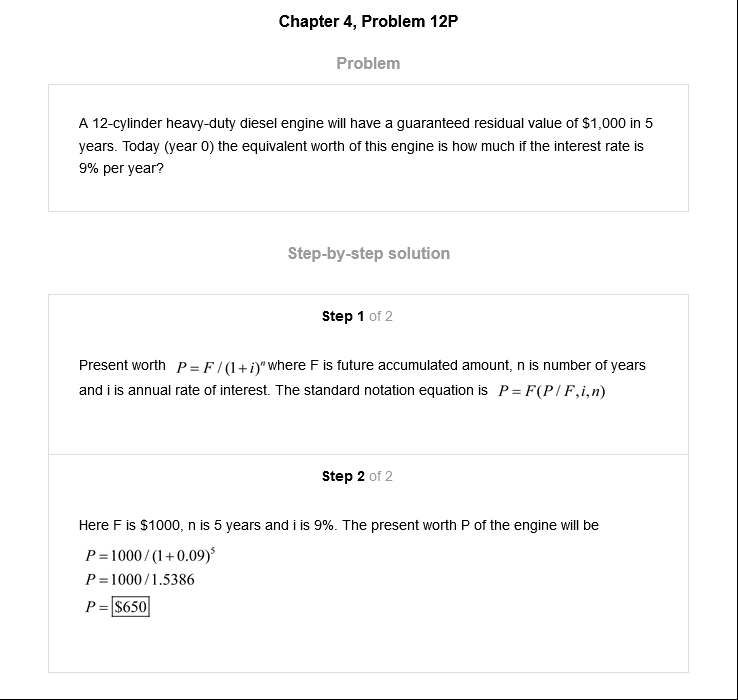 Chapter 4, Problem 12P
Problem
A 12-cylinder heavy-duty diesel engine will have a guaranteed residual value of $1,000 in 5
years. Today (year 0) the equivalent worth of this engine is how much if the interest rate is
9% per year?
Step-by-step solution
Step 1 of 2
Present worth P = F / (1 + i)ⁿ where F is future accumulated amount, n is number of years
and i is annual rate of interest. The standard notation equation is P = F(P / F,i,n)
Step 2 of 2
Here F is $1000, n is 5 years and i is 9%. The present worth P of the engine will be
P = 1000 / (1 + 0.09)⁵
P = 1000 / 1.5386
P = $650